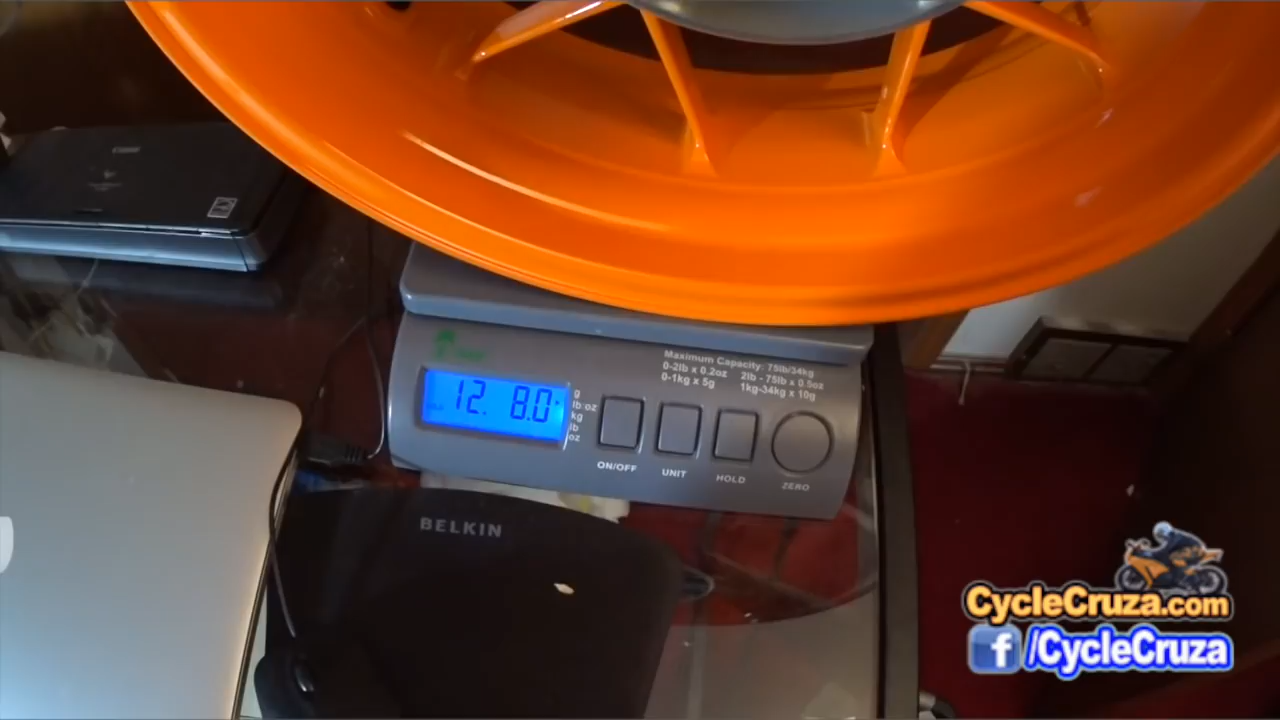 Canon
Maximum Capacity: 75lb/34kg
0-2lb x 0.2oz 2lb - 75lb x 0.5oz
0-1kg x 5g 1kg-34kg x 10g
12. 8.0
g
lb:oz
kg
lb
oz
ON/OFF UNIT HOLD ZERO
BELKIN
CycleCruza.com
f /CycleCruza